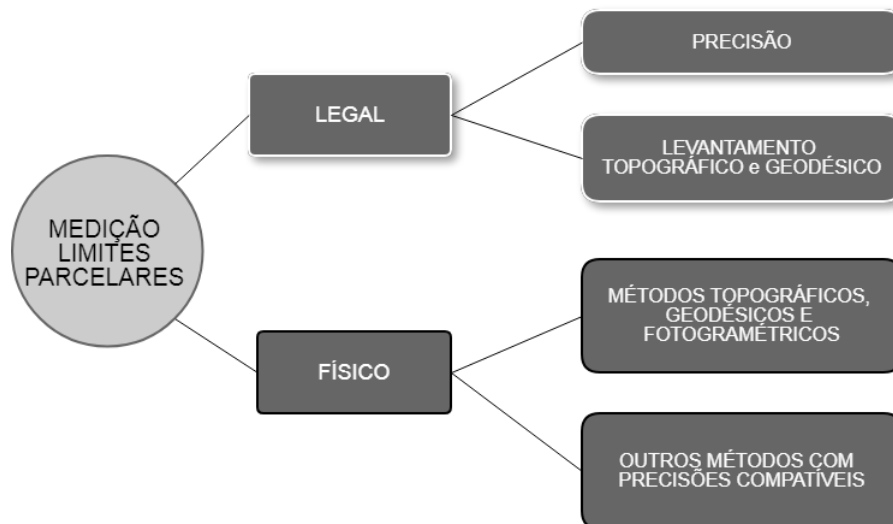 MEDIÇÃO
LIMITES
PARCELARES
LEGAL
PRECISÃO
LEVANTAMENTO
TOPOGRÁFICO e GEODÉSICO
FÍSICO
MÉTODOS TOPOGRÁFICOS,
GEODÉSICOS E
FOTOGRAMÉTRICOS
OUTROS MÉTODOS COM
PRECISÕES COMPATÍVEIS